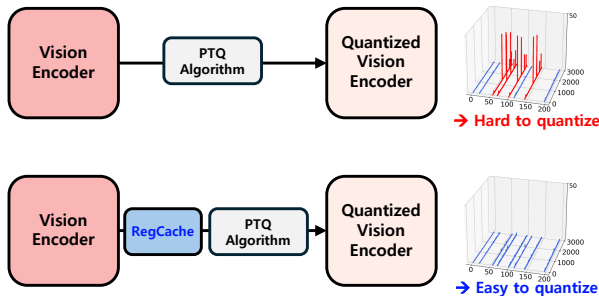 Vision
Encoder
PTQ
Algorithm
Quantized
Vision
Encoder
50
3000
2000
1000
0 50 100 150 200
0
→ Hard to quantize
Vision
Encoder
RegCache
PTQ
Algorithm
Quantized
Vision
Encoder
50
3000
2000
1000
0 50 100 150 200
0
→ Easy to quantize